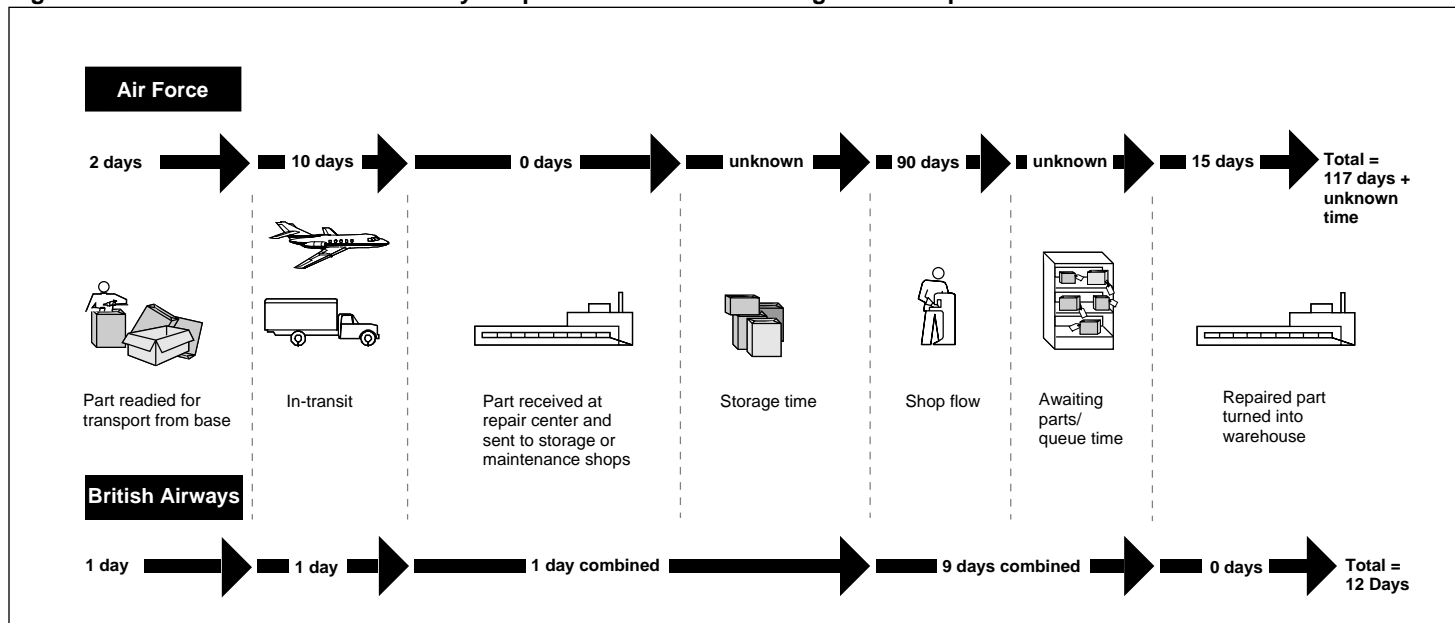 Air Force
2 days
10 days
0 days
unknown
90 days
unknown
15 days
Total =
117 days +
unknown
time
Part readied for
transport from base
In-transit
Part received at
repair center and
sent to storage or
maintenance shops
Storage time
Shop flow
Awaiting
parts/
queue time
Repaired part
turned into
warehouse
British Airways
1 day
1 day
1 day combined
9 days combined
0 days
Total =
12 Days